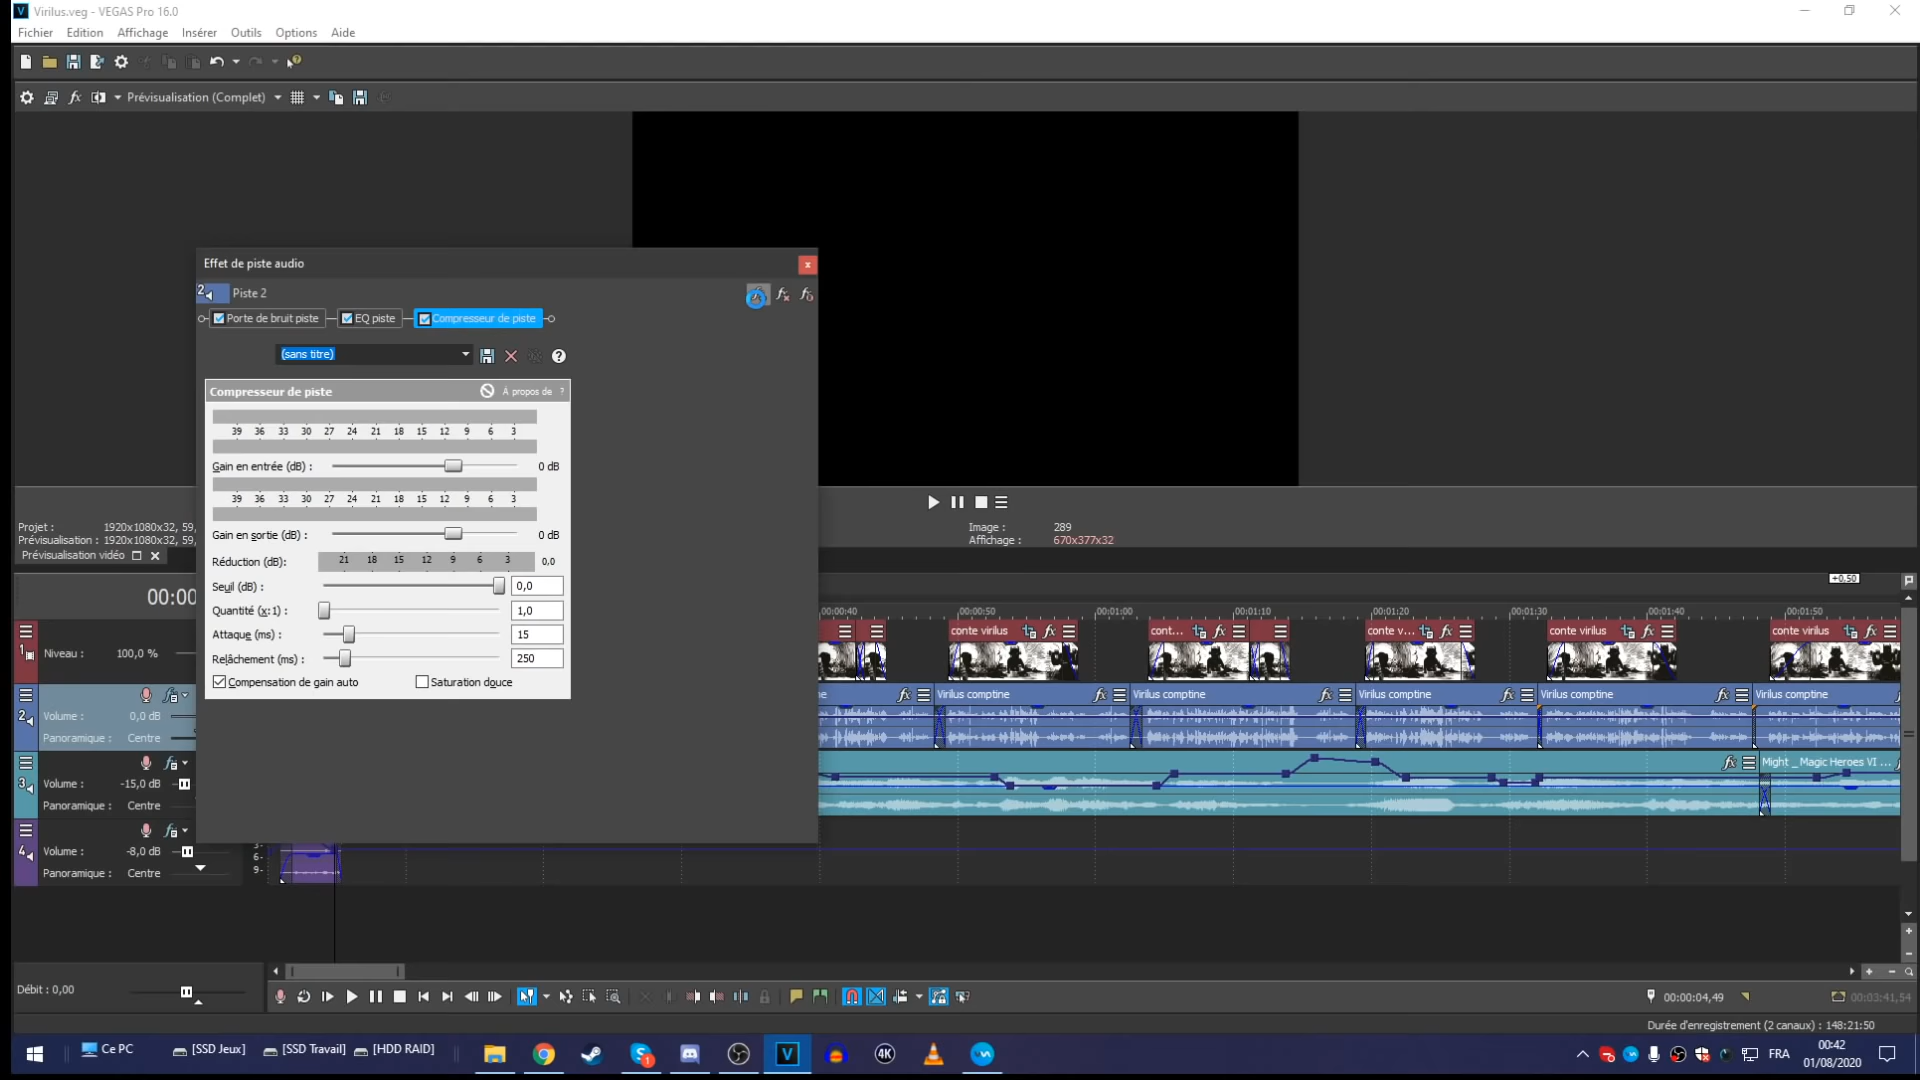 Virilus.veg - VEGAS Pro 16.0
Fichier Edition Affichage Insérer Outils Options Aide
Prévisualisation (Complet)
Effet de piste audio
2 Piste 2
Porte de bruit piste EQ piste Compresseur de piste
(sans titre)
Compresseur de piste À propos de ?
39 36 33 30 27 24 21 18 15 12 9 6 3
Gain en entrée (dB) : 0 dB
39 36 33 30 27 24 21 18 15 12 9 6 3
Gain en sortie (dB) : 0 dB
Réduction (dB): 21 18 15 12 9 6 3 0,0
Seuil (dB) : 0,0
Quantité (x:1) : 1,0
Attaque (ms) : 15
Relâchement (ms) : 250
Compensation de gain auto Saturation douce
Projet : 1920x1080x32, 59,
Prévisualisation : 1920x1080x32, 59,
Prévisualisation vidéo
Image : 289
Affichage : 670x377x32
+0,50
00:00
00:00:40 00:00:50 00:01:00 00:01:10 00:01:20 00:01:30 00:01:40 00:01:50
1 Niveau : 100,0 %
conte virilus cont... conte v... conte virilus conte virilus
2 Volume : 0,0 dB
Panoramique : Centre
Virilus comptine Virilus comptine Virilus comptine Virilus comptine Virilus comptine
3 Volume : -15,0 dB
Panoramique : Centre
Might _ Magic Heroes VI ...
4 Volume : -8,0 dB
Panoramique : Centre
6-
9-
Débit : 0,00
00:00:04,49 00:03:41,54
Durée d'enregistrement (2 canaux) : 148:21:50
Ce PC [SSD Jeux] [SSD Travail] [HDD RAID]
1
V
4K
FRA
00:42
01/08/2020